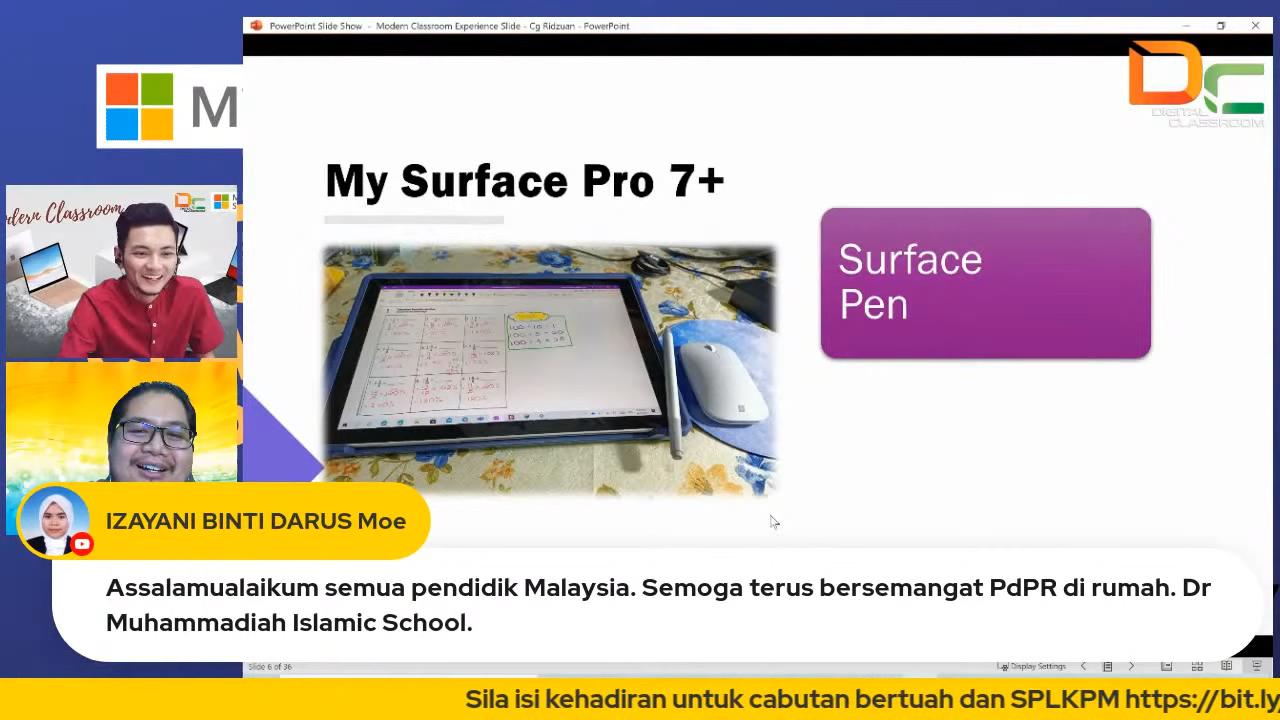 PowerPoint Slide Show - Modern Classroom Experience Slide - Cg Ridzuan - PowerPoint
DIGITAL
CLASSROOM
My Surface Pro 7+
Modern Classroom
Surface
Pen
IZAYANI BINTI DARUS Moe
Assalamualaikum semua pendidik Malaysia. Semoga terus bersemangat PdPR di rumah. Dr
Muhammadiah Islamic School.
Slide 6 of 36
Display Settings
Sila isi kehadiran untuk cabutan bertuah dan SPLKPM https://bit.ly/